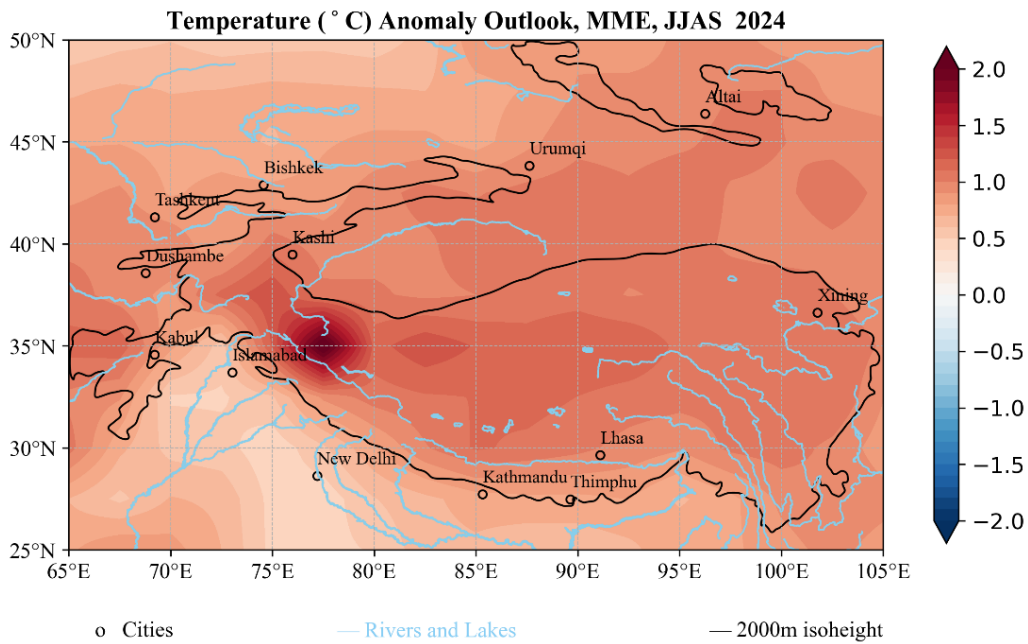 Temperature ( ° C) Anomaly Outlook, MME, JJAS 2024
50°N
45°N
40°N
35°N
30°N
25°N
65°E
70°E
75°E
80°E
85°E
90°E
95°E
100°E
105°E
Altai
Urumqi
Bishkek
Tashkent
Kashi
Dushambe
Xining
Kabul
Islamabad
Lhasa
New Delhi
Kathmandu
Thimphu
2.0
1.5
1.0
0.5
0.0
−0.5
−1.0
−1.5
−2.0
Cities
Rivers and Lakes
2000m isoheight